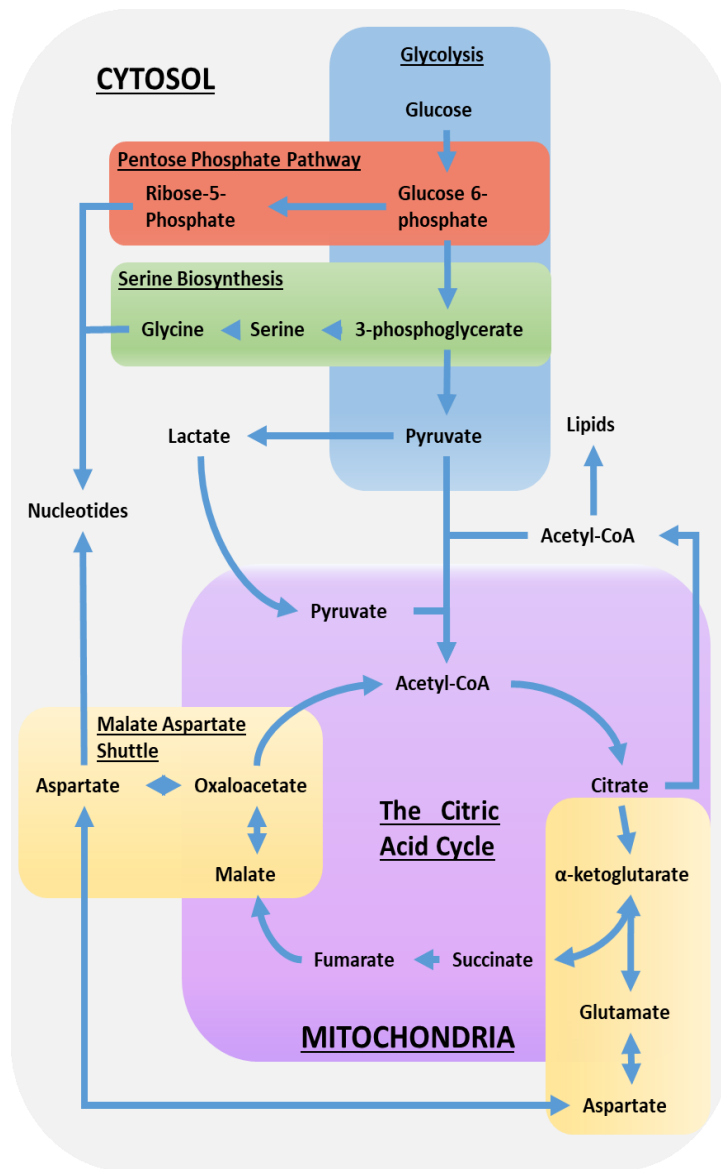 Glycolysis
CYTOSOL
Glucose
Pentose Phosphate Pathway
Ribose-5-
Phosphate
Glucose 6-
phosphate
Serine Biosynthesis
Glycine
Serine
3-phosphoglycerate
Lactate
Pyruvate
Lipids
Nucleotides
Acetyl-CoA
Pyruvate
Acetyl-CoA
Malate Aspartate
Shuttle
Aspartate
Oxaloacetate
Citrate
The Citric
Acid Cycle
Malate
α-ketoglutarate
Fumarate
Succinate
Glutamate
MITOCHONDRIA
Aspartate